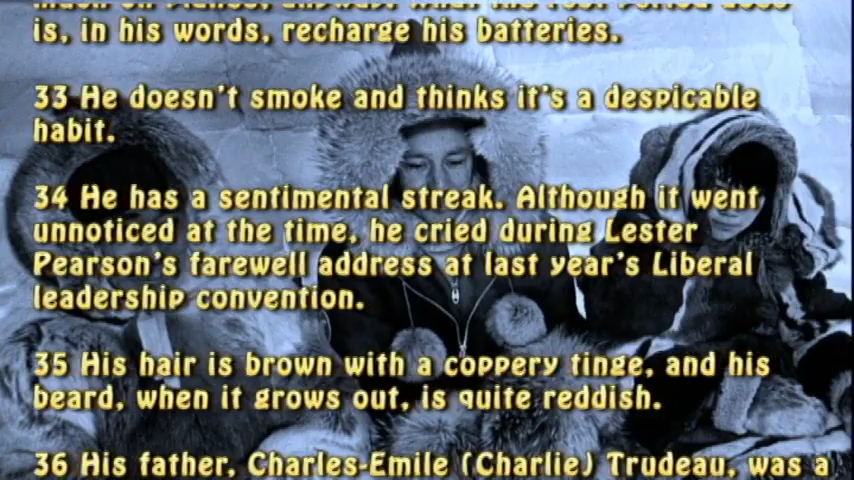 is, in his words, recharge his batteries.
33 He doesn't smoke and thinks it's a despicable
habit.
34 He has a sentimental streak. Although it went
unnoticed at the time, he cried during Lester
Pearson's farewell address at last year's Liberal
leadership convention.
35 His hair is brown with a coppery tinge, and his
beard, when it grows out, is quite reddish.
36 His father, Charles-Emile (Charlie) Trudeau, was a